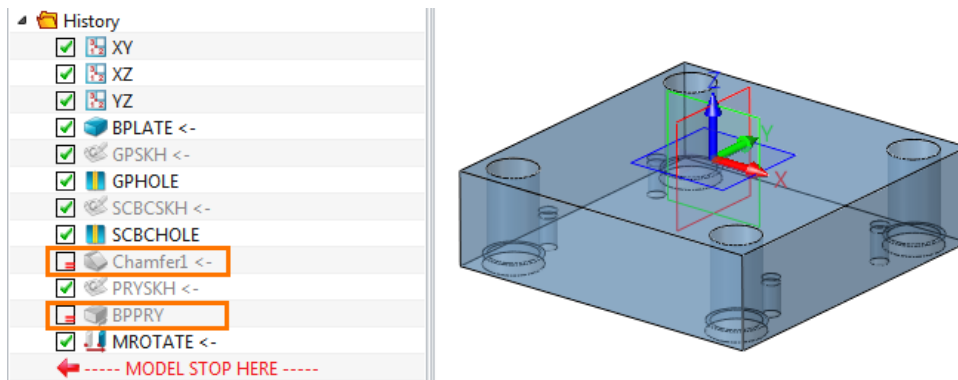 History
XY
XZ
YZ
BPLATE <-
GPSKH <-
GPHOLE
SCBCSKH <-
SCBCHOLE
Chamfer1 <-
PRYSKH <-
BPPRY
MROTATE <-
----- MODEL STOP HERE -----
Z
Y
X